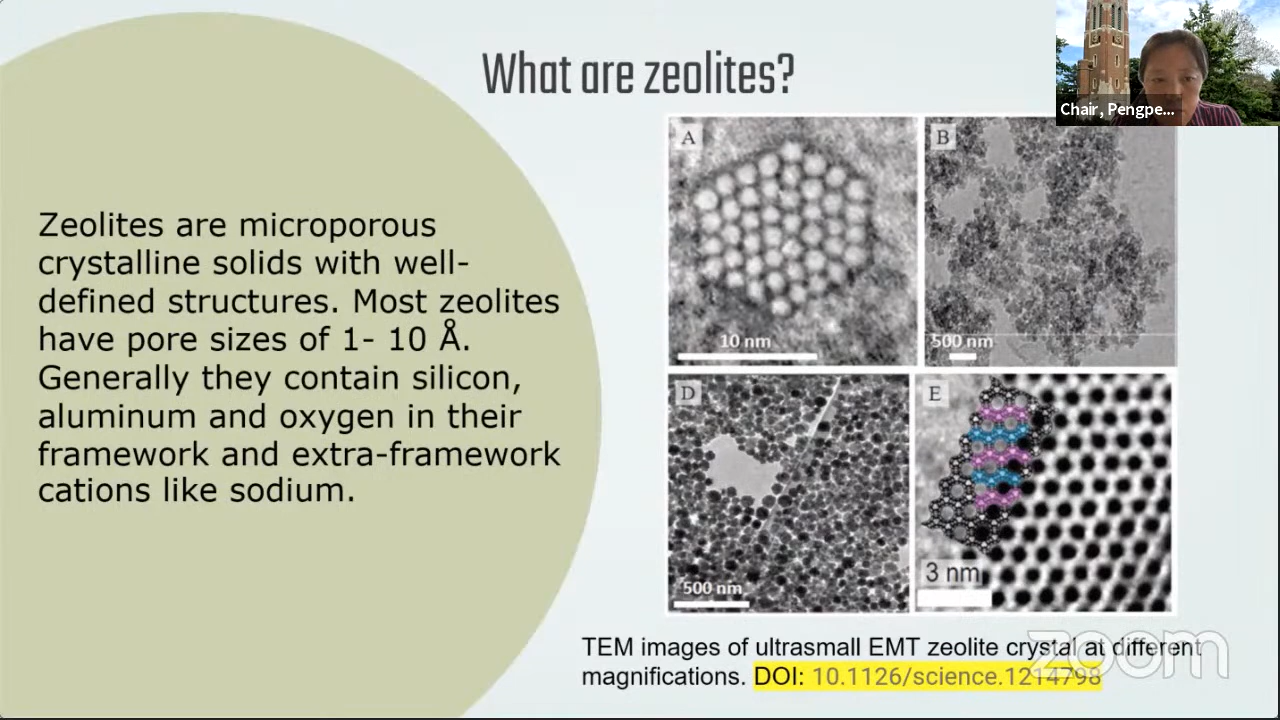 What are zeolites?
Chair, Pengpe...
Zeolites are microporous
crystalline solids with well-
defined structures. Most zeolites
have pore sizes of 1- 10 Å.
Generally they contain silicon,
aluminum and oxygen in their
framework and extra-framework
cations like sodium.
A
10 nm
B
500 nm
D
500 nm
E
3 nm
TEM images of ultrasmall EMT zeolite crystal at different
magnifications. DOI: 10.1126/science.1214798
zoom